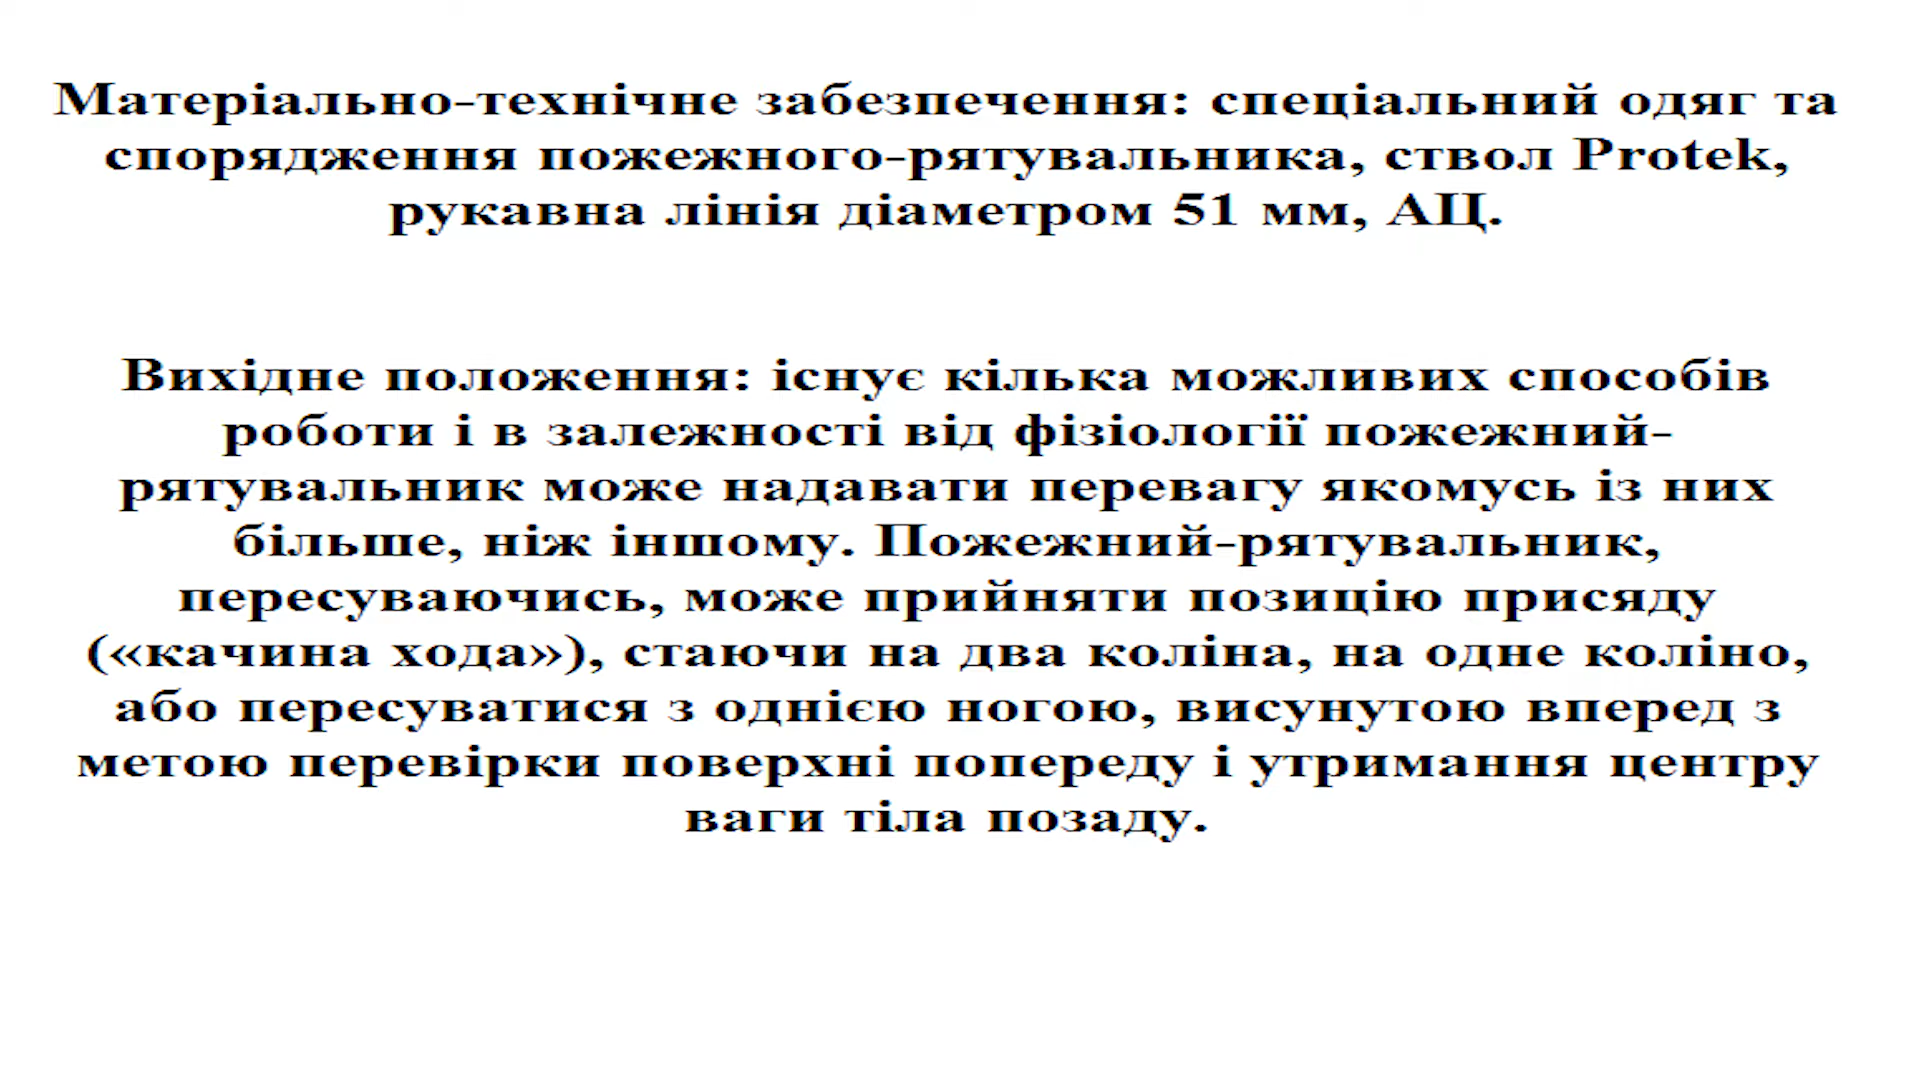 Матеріально-технічне забезпечення: спеціальний одяг та
спорядження пожежного-рятувальника, ствол Protek,
рукавна лінія діаметром 51 мм, АЦ.
Вихідне положення: існує кілька можливих способів
роботи і в залежності від фізіології пожежний-
рятувальник може надавати перевагу якомусь із них
більше, ніж іншому. Пожежний-рятувальник,
пересуваючись, може прийняти позицію присяду
(«качина хода»), стаючи на два коліна, на одне коліно,
або пересуватися з однією ногою, висунутою вперед з
метою перевірки поверхні попереду і утримання центру
ваги тіла позаду.